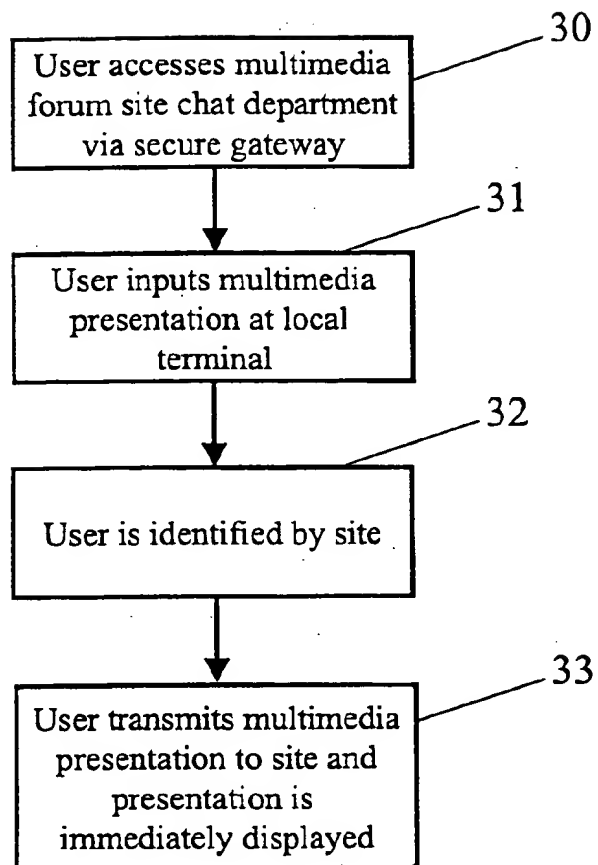 30
User accesses multimedia
forum site chat department
via secure gateway
31
User inputs multimedia
presentation at local
terminal
32
User is identified by site
33
User transmits multimedia
presentation to site and
presentation is
immediately displayed